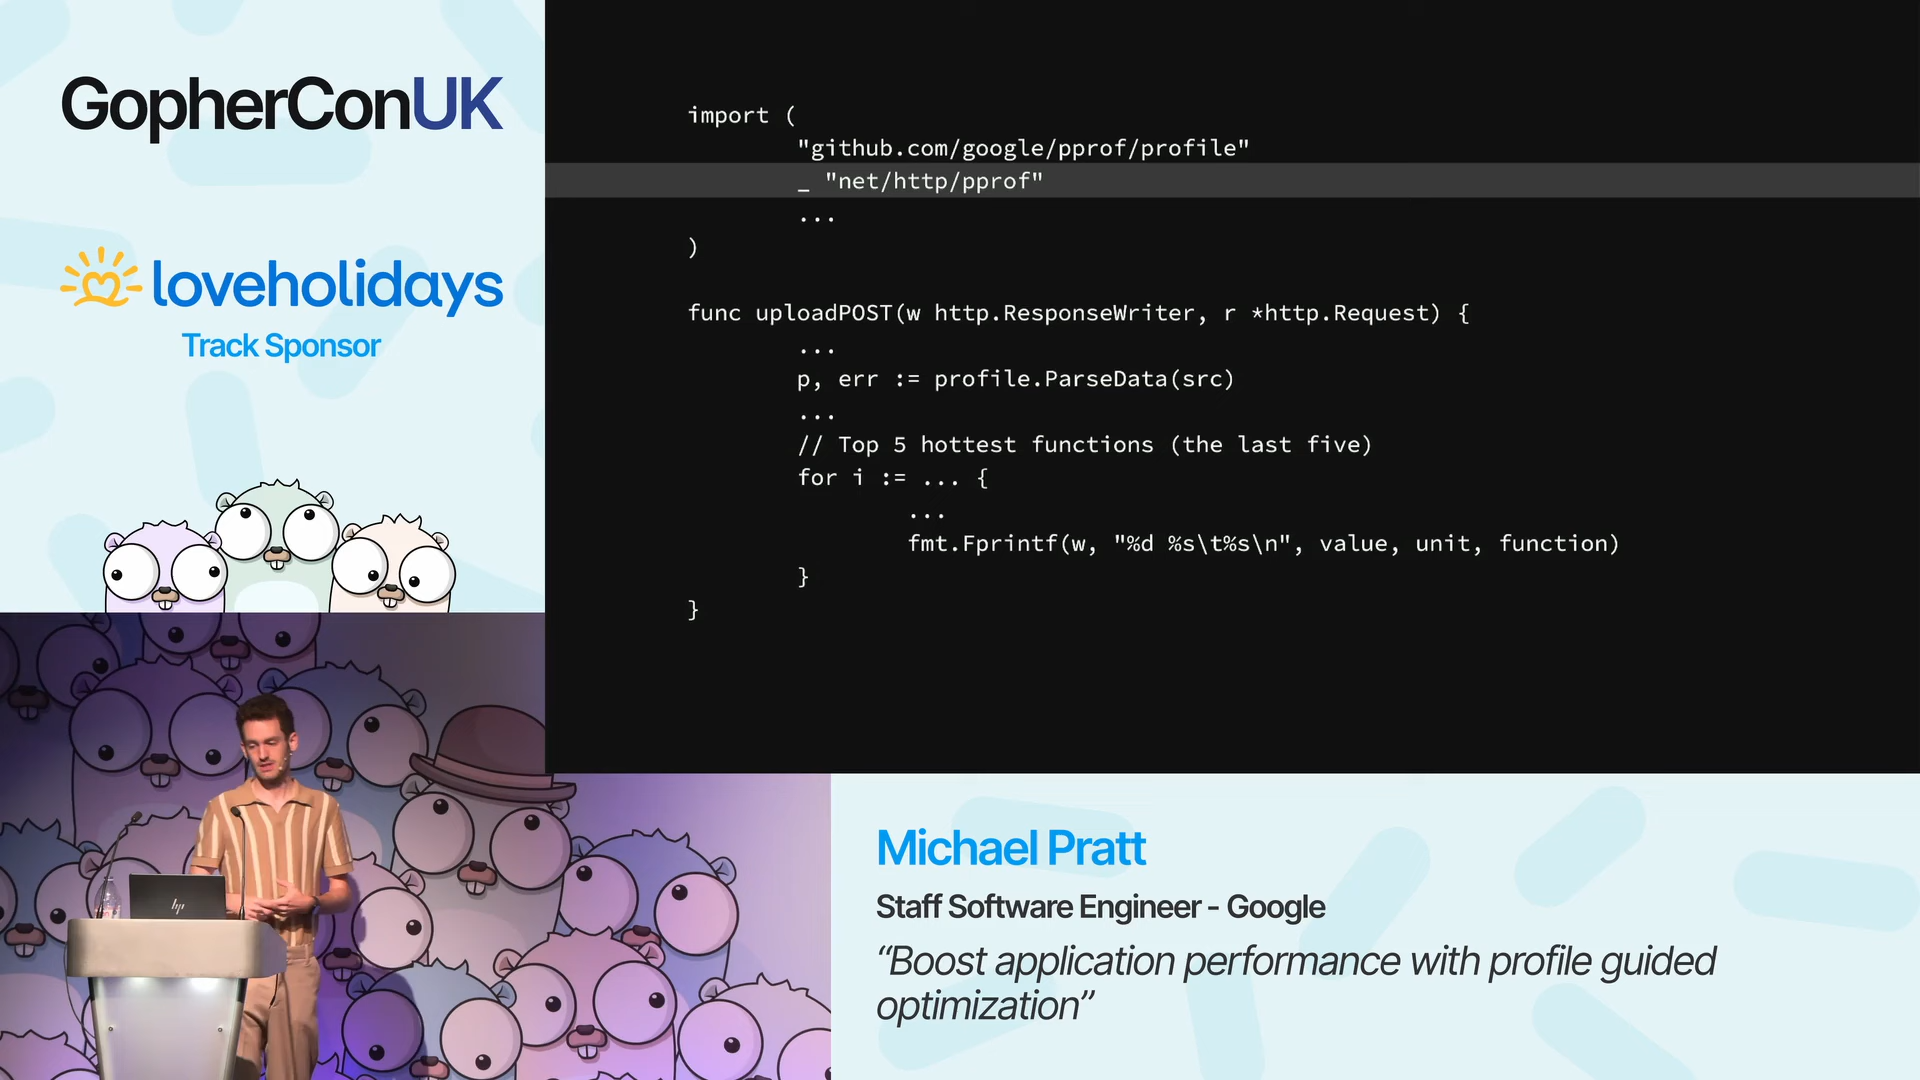 GopherConUK
loveholidays
Track Sponsor
import (
"github.com/google/pprof/profile"
_ "net/http/pprof"
...
)
func uploadPOST(w http.ResponseWriter, r *http.Request) {
...
p, err := profile.ParseData(src)
...
// Top 5 hottest functions (the last five)
for i := ... {
...
fmt.Fprintf(w, "%d %s\t%s\n", value, unit, function)
}
}
hp
Michael Pratt
Staff Software Engineer - Google
“Boost application performance with profile guided
optimization”